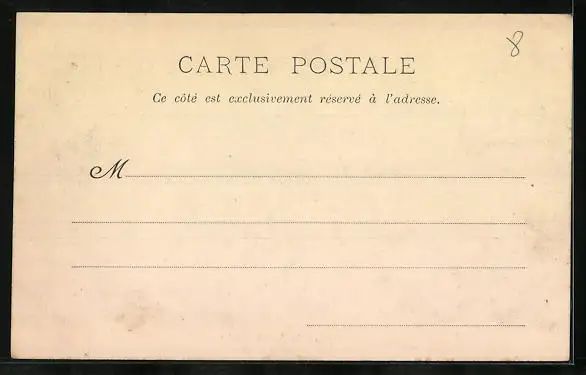 8
CARTE POSTALE
Ce côté est exclusivement réservé à l'adresse.
M